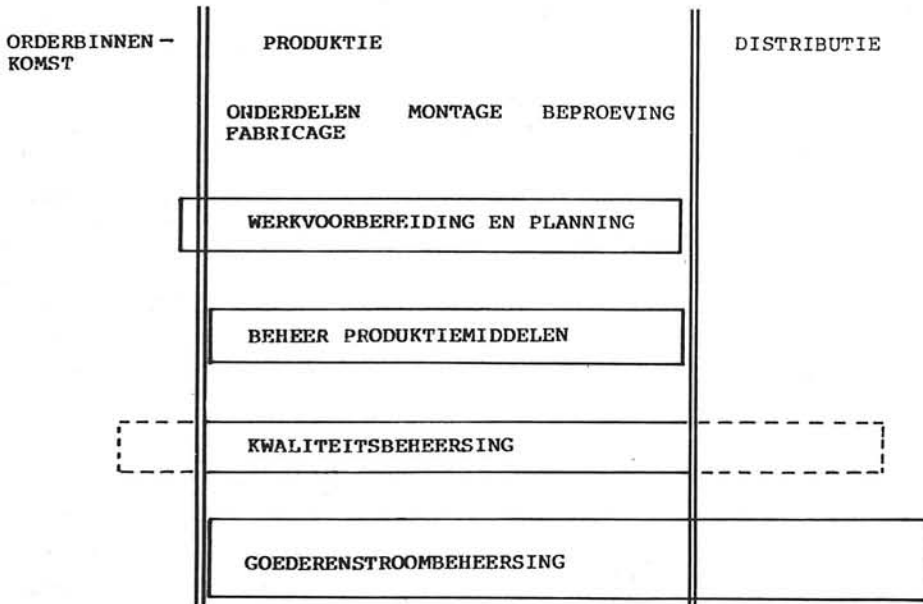 ORDERBINNEN-
KOMST
PRODUKTIE
DISTRIBUTIE
ONDERDELEN MONTAGE BEPROEVING
FABRICAGE
WERKVOORBEREIDING EN PLANNING
BEHEER PRODUKTIEMIDDELEN
KWALITEITSBEHEERSING
GOEDERENSTROOMBEHEERSING